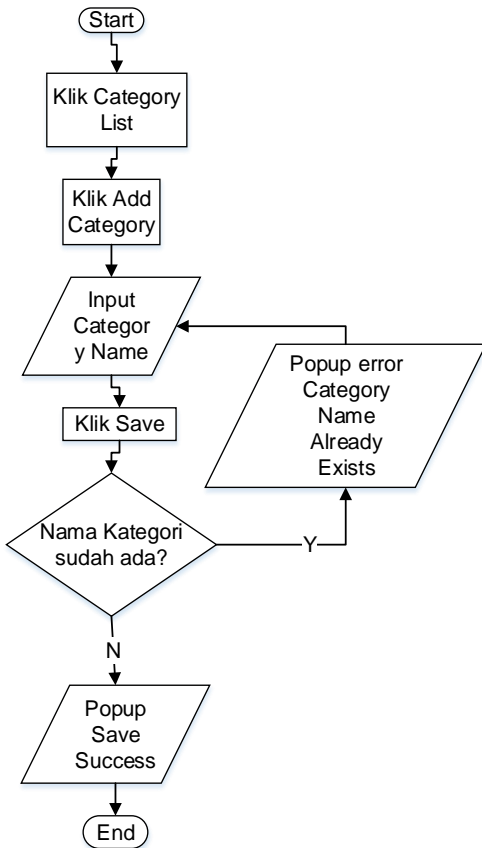 Start
Klik Category
List
Klik Add
Category
Input
Categor
y Name
Popup error
Category
Name
Already
Exists
Klik Save
Nama Kategori
sudah ada?
Y
N
Popup
Save
Success
End